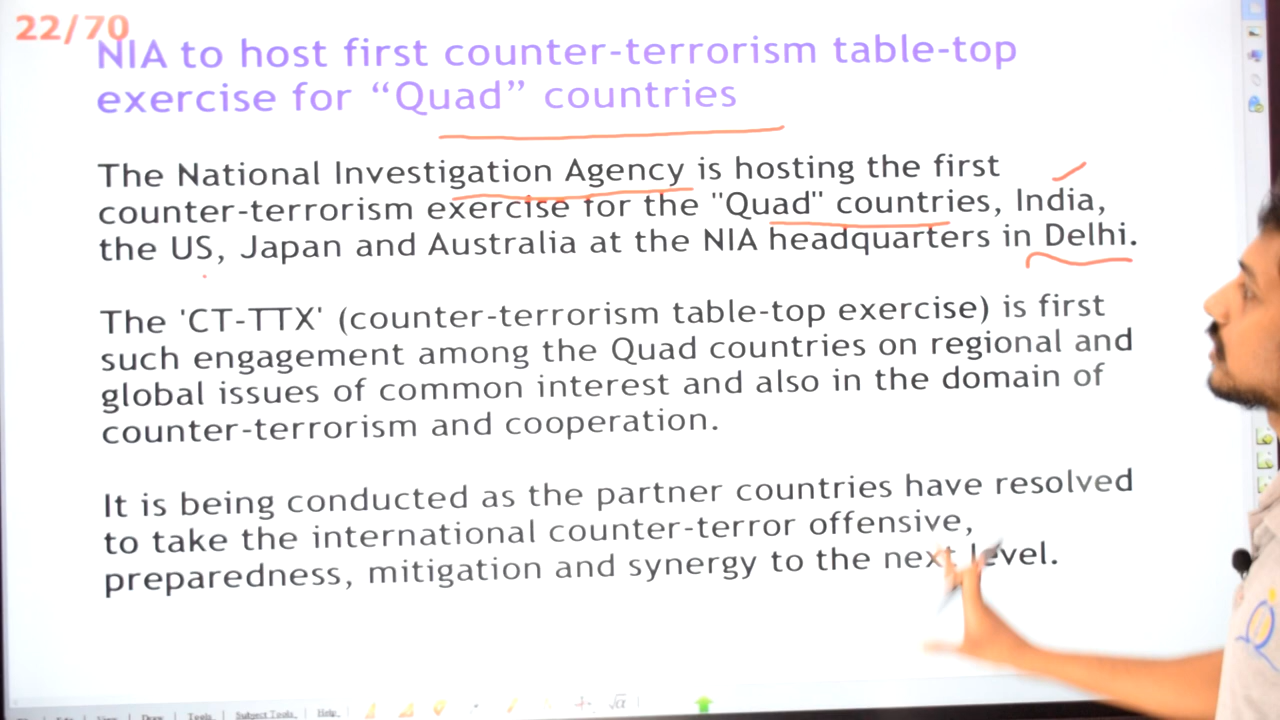 22/70
NIA to host first counter-terrorism table-top
exercise for “Quad” countries
The National Investigation Agency is hosting the first
counter-terrorism exercise for the "Quad" countries, India,
the US, Japan and Australia at the NIA headquarters in Delhi.
The 'CT-TTX' (counter-terrorism table-top exercise) is first
such engagement among the Quad countries on regional and
global issues of common interest and also in the domain of
counter-terrorism and cooperation.
It is being conducted as the partner countries have resolved
to take the international counter-terror offensive,
preparedness, mitigation and synergy to the next level.
Draw Tools Subject Tools Help